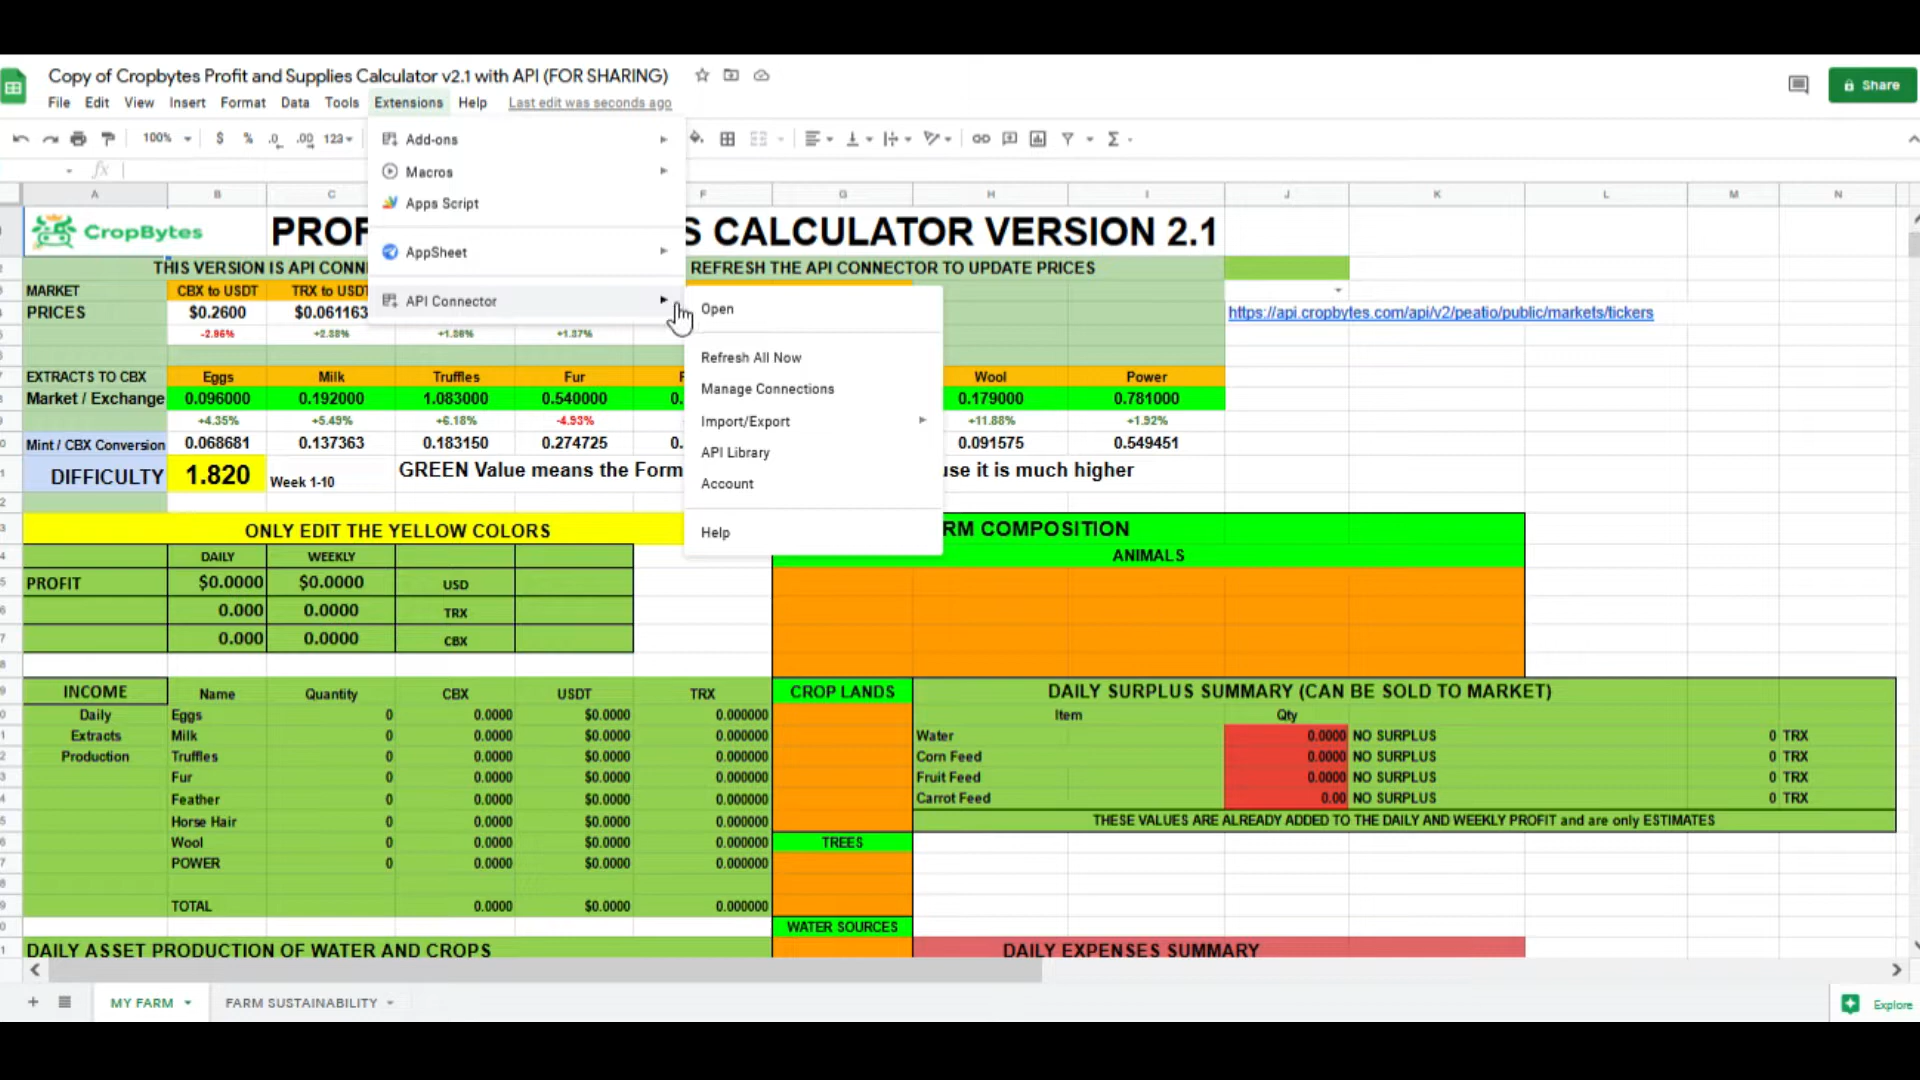 Copy of Cropbytes Profit and Supplies Calculator v2.1 with API (FOR SHARING)
Share
File Edit View Insert Format Data Tools Extensions Help Last edit was seconds ago
100% $ % .0 .00 123
Add-ons
Macros
Apps Script
AppSheet
API Connector
Open
Refresh All Now
Manage Connections
Import/Export
API Library
Account
Help
fx
A B C F G H I J K L M N
CropBytes
PROF
S CALCULATOR VERSION 2.1
THIS VERSION IS API CONN
REFRESH THE API CONNECTOR TO UPDATE PRICES
MARKET CBX to USDT TRX to USDT
PRICES $0.2600 $0.061163
https://api.cropbytes.com/api/v2/peatio/public/markets/tickers
-2.96% +2.38% +1.36% +1.37%
EXTRACTS TO CBX Eggs Milk Truffles Fur Wool Power
Market / Exchange 0.096000 0.192000 1.083000 0.540000 0. 0.179000 0.781000
+4.35% +5.49% +6.18% -4.93% +11.88% +1.92%
Mint / CBX Conversion 0.068681 0.137363 0.183150 0.274725 0. 0.091575 0.549451
DIFFICULTY 1.820 Week 1-10 GREEN Value means the Form
use it is much higher
ONLY EDIT THE YELLOW COLORS
RM COMPOSITION
DAILY WEEKLY
ANIMALS
PROFIT $0.0000 $0.0000 USD
0.000 0.0000 TRX
0.000 0.0000 CBX
INCOME Name Quantity CBX USDT TRX
CROP LANDS
DAILY SURPLUS SUMMARY (CAN BE SOLD TO MARKET)
Daily Eggs 0 0.0000 $0.0000 0.000000
Item Qty
Extracts Milk 0 0.0000 $0.0000 0.000000
Water 0.0000 NO SURPLUS 0 TRX
Production Truffles 0 0.0000 $0.0000 0.000000
Corn Feed 0.0000 NO SURPLUS 0 TRX
Fur 0 0.0000 $0.0000 0.000000
Fruit Feed 0.0000 NO SURPLUS 0 TRX
Feather 0 0.0000 $0.0000 0.000000
Carrot Feed 0.00 NO SURPLUS 0 TRX
Horse Hair 0 0.0000 $0.0000 0.000000
THESE VALUES ARE ALREADY ADDED TO THE DAILY AND WEEKLY PROFIT and are only ESTIMATES
Wool 0 0.0000 $0.0000 0.000000
TREES
POWER 0 0.0000 $0.0000 0.000000
TOTAL 0.0000 $0.0000 0.000000
WATER SOURCES
DAILY ASSET PRODUCTION OF WATER AND CROPS
DAILY EXPENSES SUMMARY
MY FARM FARM SUSTAINABILITY
Explore